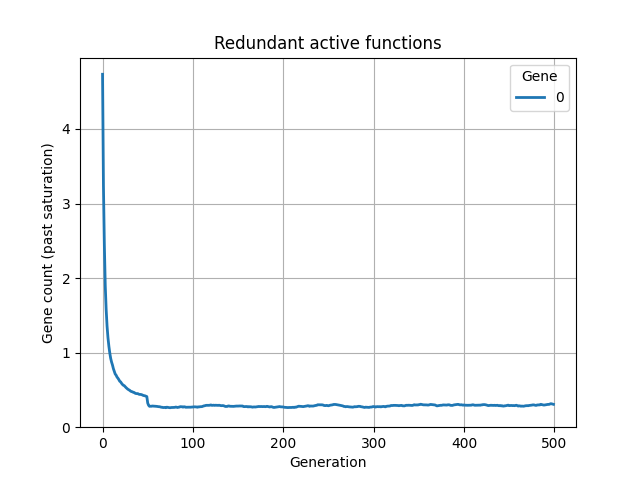 Redundant active functions
Gene
0
Gene count (past saturation)
4
3
2
1
0
0 100 200 300 400 500
Generation